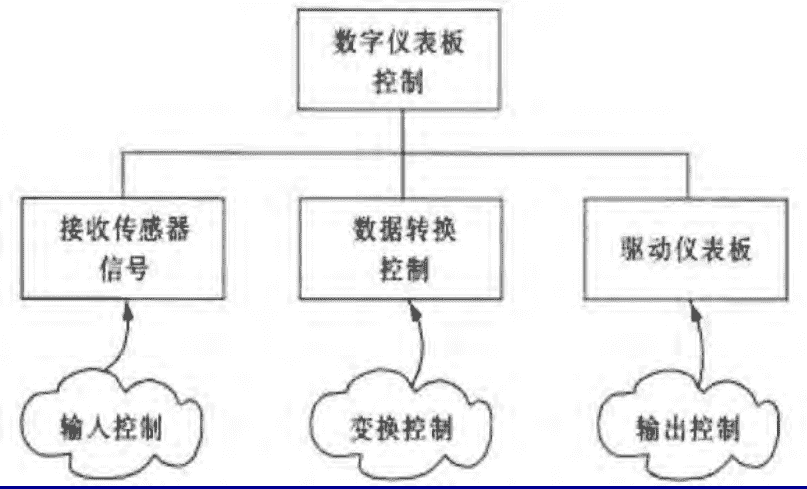 数字仪表板
控制
接收传感器
信号
数据转换
控制
驱动仪表板
输人控制
变换控制
输出控制